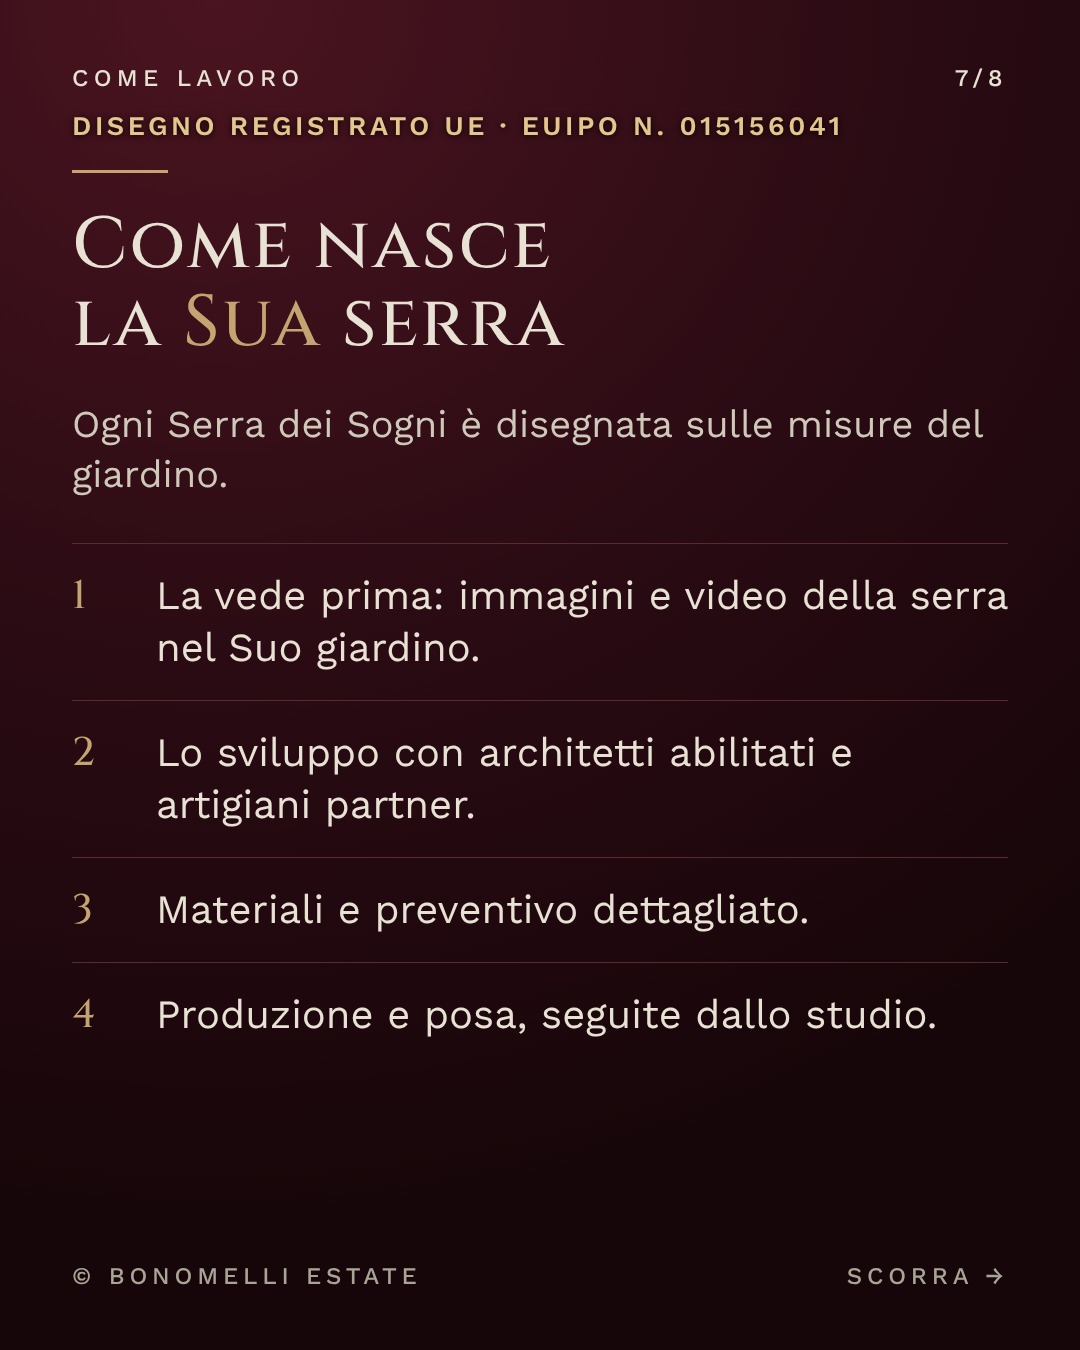 COME LAVORO
7/8
DISEGNO REGISTRATO UE · EUIPO N. 015156041
Come nasce
la Sua serra
Ogni Serra dei Sogni è disegnata sulle misure del
giardino.
1 La vede prima: immagini e video della serra
nel Suo giardino.
2 Lo sviluppo con architetti abilitati e
artigiani partner.
3 Materiali e preventivo dettagliato.
4 Produzione e posa, seguite dallo studio.
© BONOMELLI ESTATE
SCORRA →